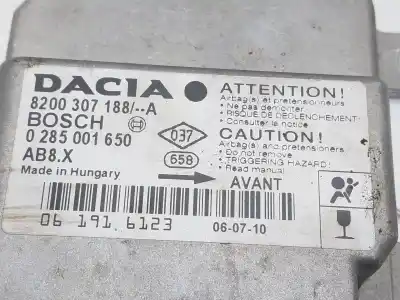 DACIA
8200 307 188/--A
BOSCH
0 285 001 650
AB8.X
Made in Hungary
037
658
AVANT
ATTENTION!
Airbag(s) et pretensionneurs
• Ne pas demonter
• RISQUE DE DECLENCHEMENT!
• Consulter la notice
CAUTION!
Airbag(s) and pretensioners
• Do not remove
• TRIGGERING HAZARD!
• Read manual
06 191 6123
06-07-10